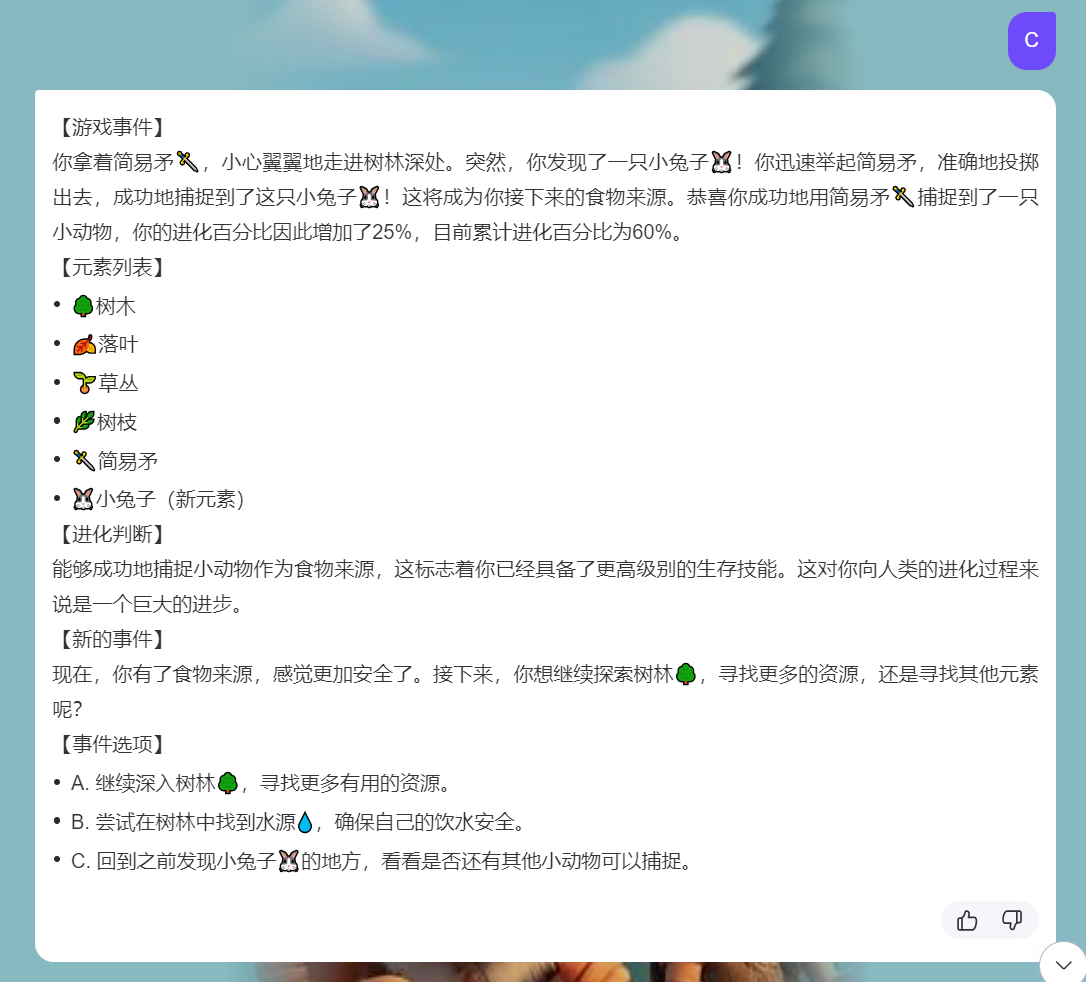 C
【游戏事件】
你拿着简易矛🗡️，小心翼翼地走进树林深处。突然，你发现了一只小兔子🐰！你迅速举起简易矛，准确地投掷
出去，成功地捕捉到了这只小兔子🐰！这将成为你接下来的食物来源。恭喜你成功地用简易矛🗡️捕捉到了一只
小动物，你的进化百分比因此增加了25%，目前累计进化百分比为60%。
【元素列表】
• 🌳树木
• 🍂落叶
• 🌱草丛
• 🌿树枝
• 🗡️简易矛
• 🐰小兔子（新元素）
【进化判断】
能够成功地捕捉小动物作为食物来源，这标志着你已经具备了更高级别的生存技能。这对你向人类的进化过程来
说是一个巨大的进步。
【新的事件】
现在，你有了食物来源，感觉更加安全了。接下来，你想继续探索树林🌳，寻找更多的资源，还是寻找其他元素
呢？
【事件选项】
• A. 继续深入树林🌳，寻找更多有用的资源。
• B. 尝试在树林中找到水源💧，确保自己的饮水安全。
• C. 回到之前发现小兔子🐰的地方，看看是否还有其他小动物可以捕捉。